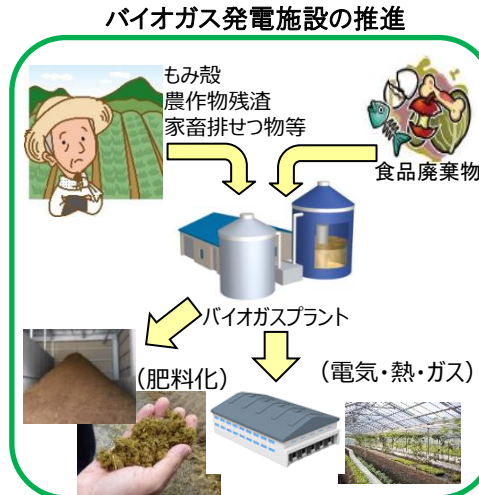 バイオガス発電施設の推進
もみ殻
農作物残渣
家畜排せつ物等
食品廃棄物
バイオガスプラント
(肥料化)
(電気・熱・ガス)